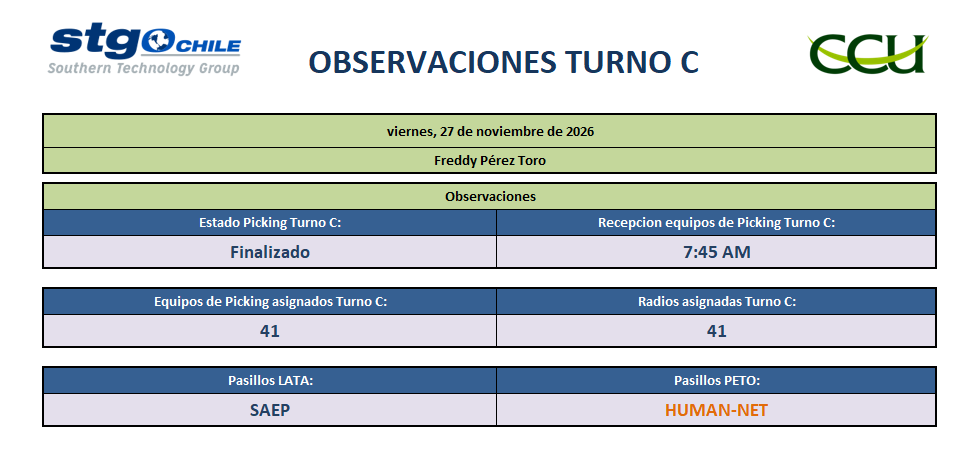 stgo CHILE
Southern Technology Group
OBSERVACIONES TURNO C
CCU
viernes, 27 de noviembre de 2026
Freddy Pérez Toro
Observaciones
Estado Picking Turno C:
Recepcion equipos de Picking Turno C:
Finalizado
7:45 AM
Equipos de Picking asignados Turno C:
Radios asignadas Turno C:
41
41
Pasillos LATA:
Pasillos PETO:
SAEP
HUMAN-NET